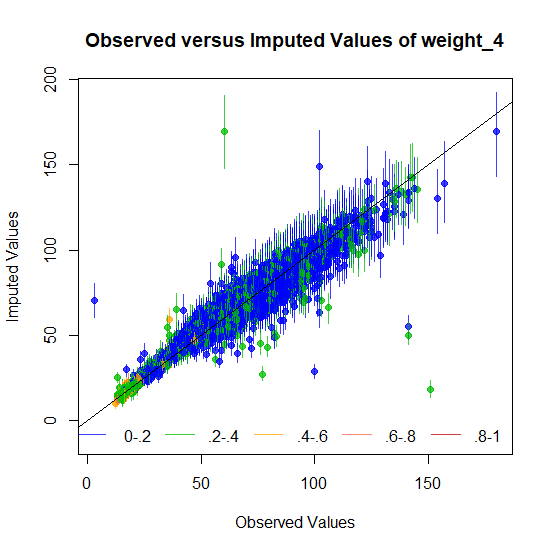 Observed versus Imputed Values of weight_4
Imputed Values
200
150
100
50
0
0-.2 .2-.4 .4-.6 .6-.8 .8-1
0 50 100 150
Observed Values